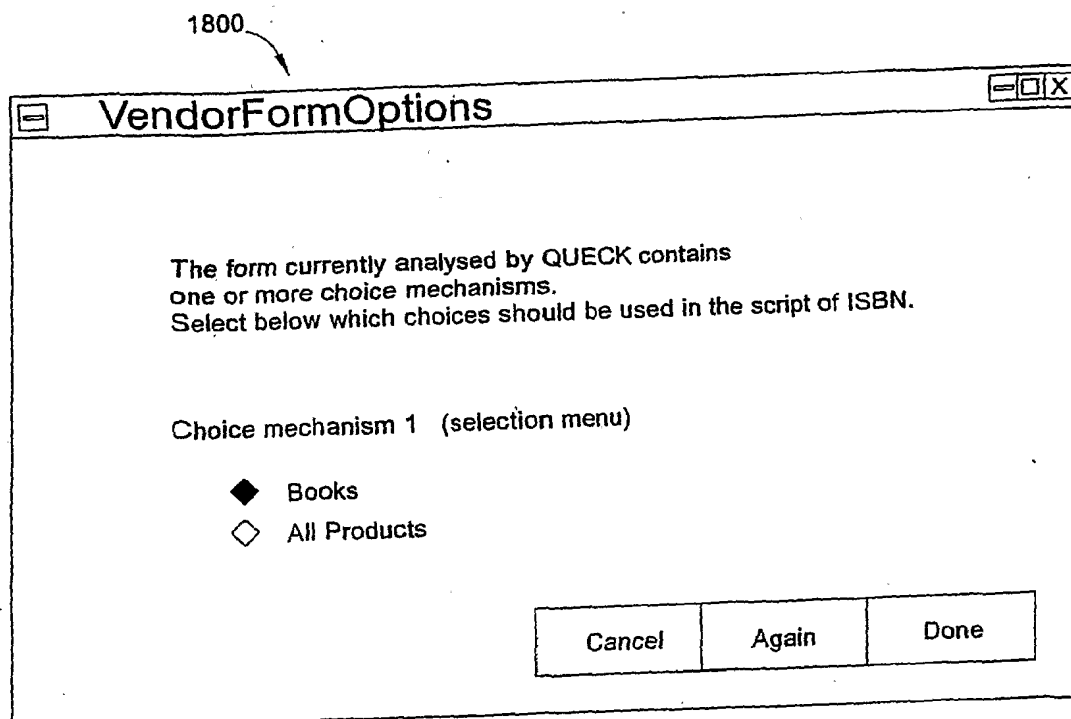 1800
VendorFormOptions
X
The form currently analysed by QUECK contains
one or more choice mechanisms.
Select below which choices should be used in the script of ISBN.
Choice mechanism 1 (selection menu)
Books
All Products
Cancel Again Done